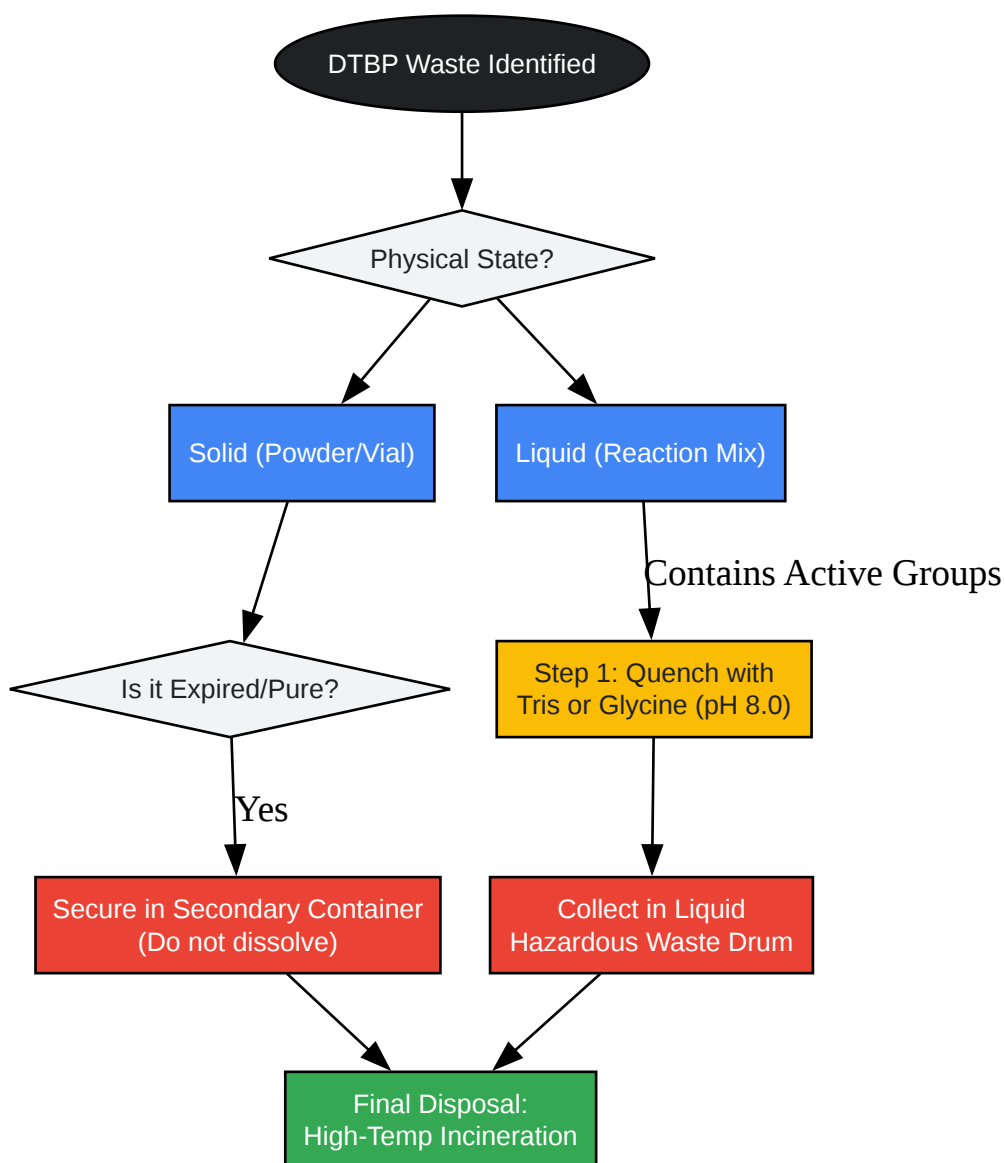 DTBP Waste Identified
Physical State?
Solid (Powder/Vial)
Liquid (Reaction Mix)
Contains Active Groups
Is it Expired/Pure?
Step 1: Quench with
Tris or Glycine (pH 8.0)
Yes
Secure in Secondary Container
(Do not dissolve)
Collect in Liquid
Hazardous Waste Drum
Final Disposal:
High-Temp Incineration